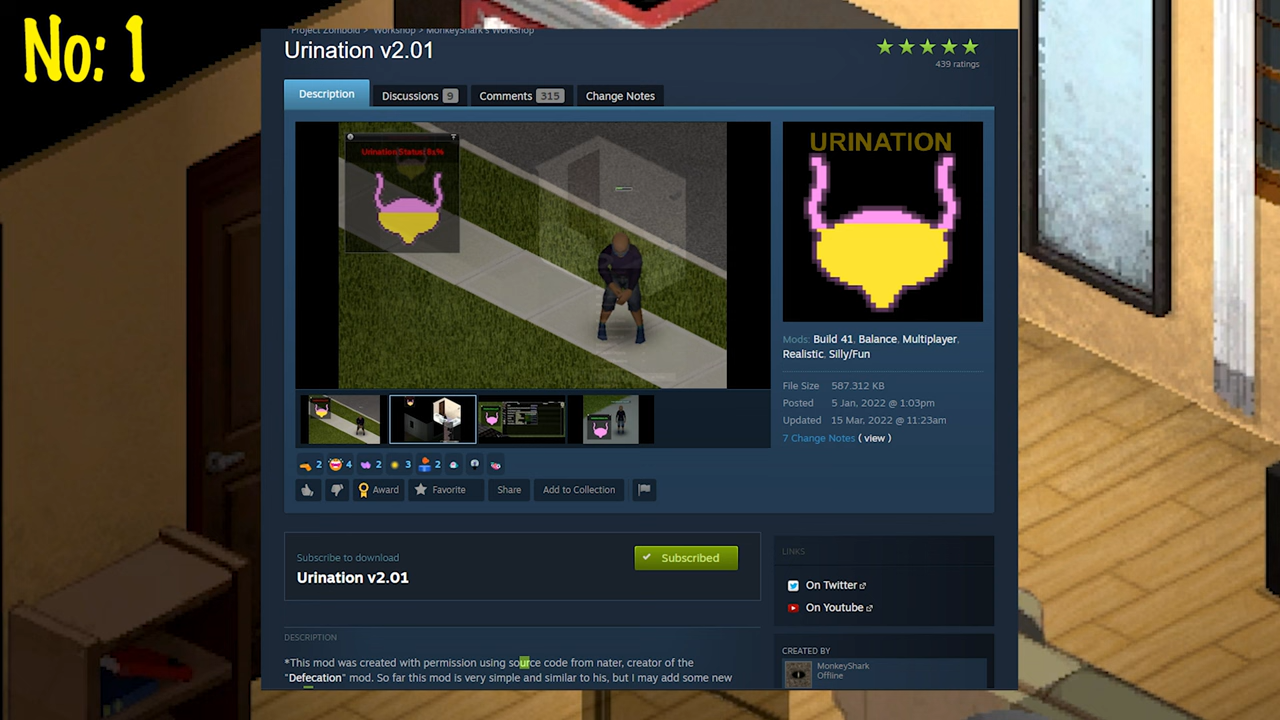 No: 1
Project Zomboid > Workshop > MonkeyShark's Workshop
Urination v2.01
439 ratings
Description
Discussions 9
Comments 315
Change Notes
Urination Status: 81%
URINATION
Mods: Build 41, Balance, Multiplayer,
Realistic, Silly/Fun
File Size 587.312 KB
Posted 5 Jan, 2022 @ 1:03pm
Updated 15 Mar, 2022 @ 11:23am
7 Change Notes ( view )
2 4 2 3 2
Award
Favorite
Share
Add to Collection
Subscribe to download
Urination v2.01
Subscribed
LINKS
On Twitter
On Youtube
DESCRIPTION
*This mod was created with permission using source code from nater, creator of the
"Defecation" mod. So far this mod is very simple and similar to his, but I may add some new
CREATED BY
MonkeyShark
Offline